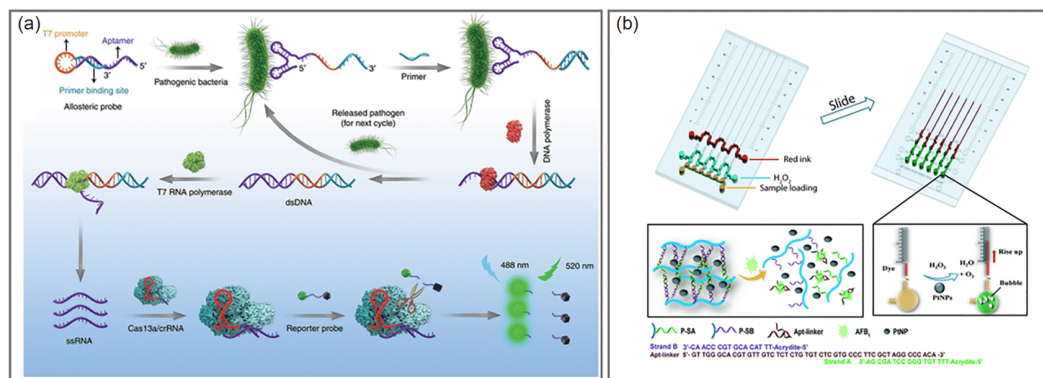 (a)
T7 promoter
Aptamer
5'
3'
Primer binding site
Allosteric probe
Pathogenic bacteria
5'
3'
Primer
Released pathogen
(for next cycle)
DNA polymerase
T7 RNA polymerase
dsDNA
488 nm
520 nm
ssRNA
Cas13a/crRNA
Reporter probe
(b)
Slide
Red ink
H₂O₂
Sample loading
AFB₁
Dye
H₂O₂
PtNPs
H₂O
+ O₂
Rise up
Bubble
P-SA
P-SB
Apt-linker
AFB₁
PtNP
Strand B 3'-CA ACC CGT GCA CAT TT-Acrydite-5'
Apt-linker 5'- GT TGG GCA CGT GTT GTC TCT CTG TGT CTC GTG CCC TTC GCT AGG CCC ACA -3'
Strand A 3'-AG CGA TCC GGG TGT TTT-Acrydite-5'